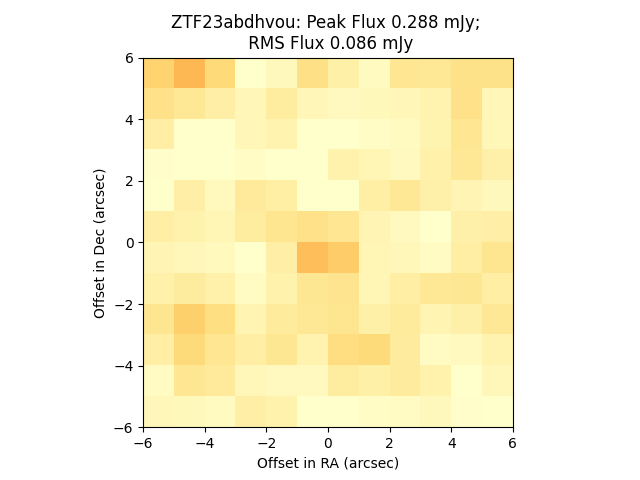 ZTF23abdhvou: Peak Flux 0.288 mJy;
RMS Flux 0.086 mJy
6
4
2
0
−2
−4
−6
Offset in Dec (arcsec)
−6 −4 −2 0 2 4 6
Offset in RA (arcsec)